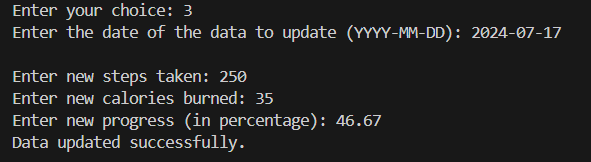 Enter your choice: 3
Enter the date of the data to update (YYYY-MM-DD): 2024-07-17
Enter new steps taken: 250
Enter new calories burned: 35
Enter new progress (in percentage): 46.67
Data updated successfully.